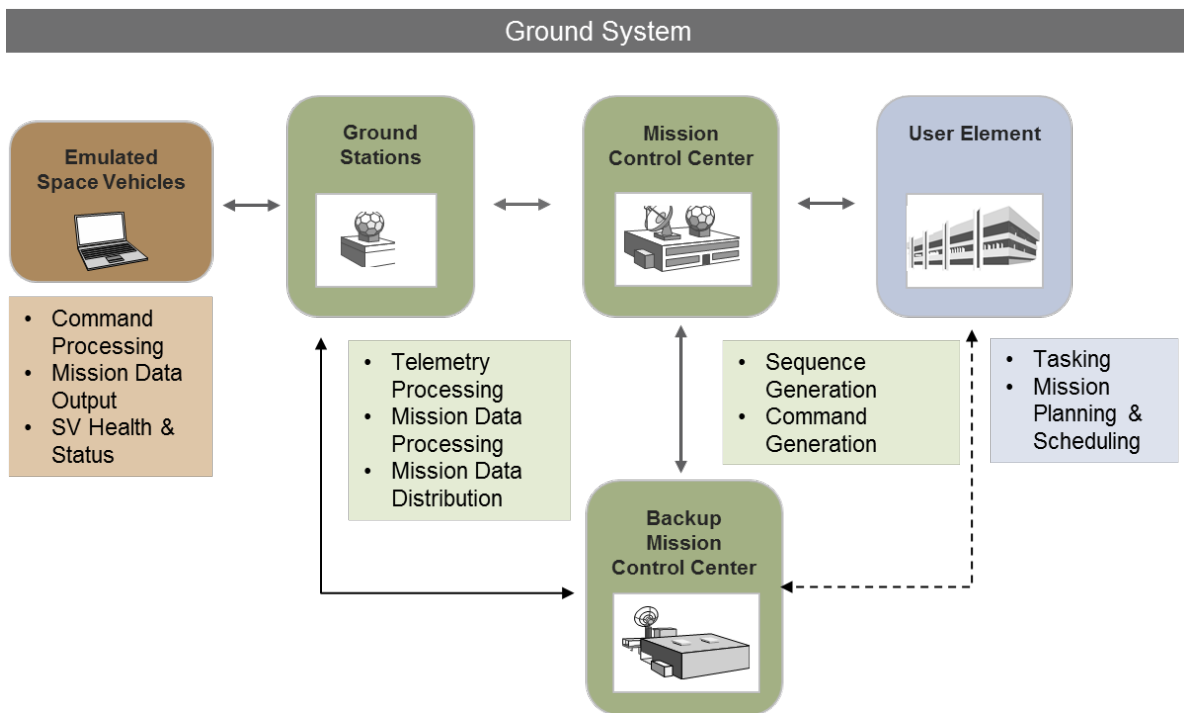 Ground System
Emulated
Space Vehicles
Ground
Stations
Mission
Control Center
User Element
• Command
Processing
• Mission Data
Output
• SV Health &
Status
• Telemetry
Processing
• Mission Data
Processing
• Mission Data
Distribution
• Sequence
Generation
• Command
Generation
• Tasking
• Mission
Planning &
Scheduling
Backup
Mission
Control Center